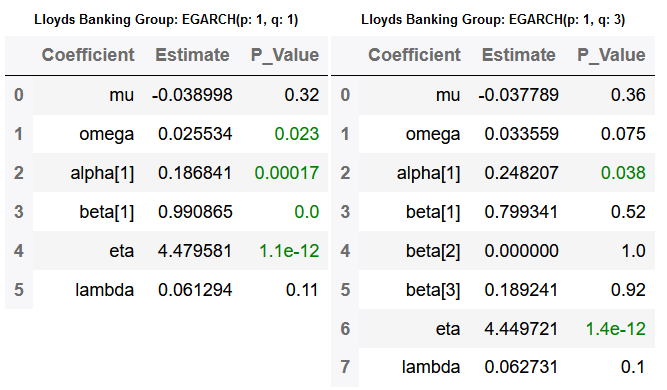 Lloyds Banking Group: EGARCH(p: 1, q: 1)
Coefficient Estimate P_Value
0 mu -0.038998 0.32
1 omega 0.025534 0.023
2 alpha[1] 0.186841 0.00017
3 beta[1] 0.990865 0.0
4 eta 4.479581 1.1e-12
5 lambda 0.061294 0.11
Lloyds Banking Group: EGARCH(p: 1, q: 3)
Coefficient Estimate P_Value
0 mu -0.037789 0.36
1 omega 0.033559 0.075
2 alpha[1] 0.248207 0.038
3 beta[1] 0.799341 0.52
4 beta[2] 0.000000 1.0
5 beta[3] 0.189241 0.92
6 eta 4.449721 1.4e-12
7 lambda 0.062731 0.1